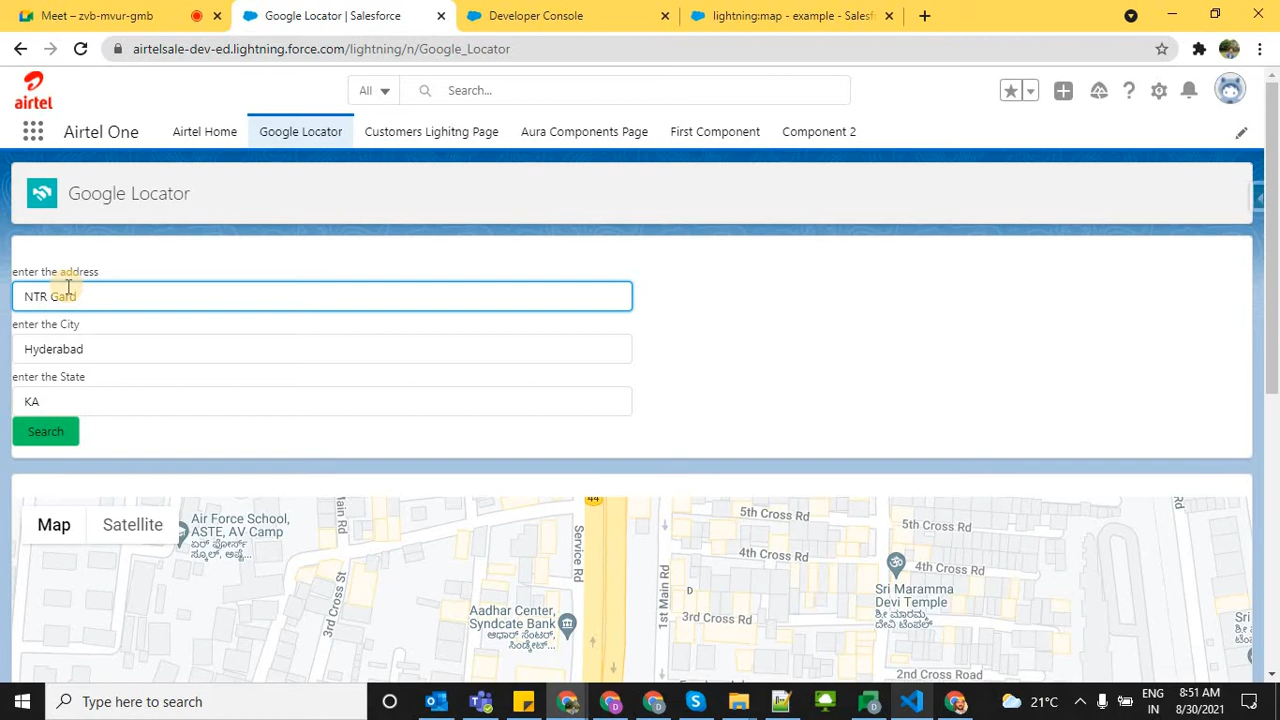 Meet – zvb-mvur-gmb
Google Locator | Salesforce
Developer Console
lightning:map - example - Salesf
airtelsale-dev-ed.lightning.force.com/lightning/n/Google_Locator
airtel
All
Search...
Airtel One
Airtel Home
Google Locator
Customers Lighitng Page
Aura Components Page
First Component
Component 2
Google Locator
enter the address
NTR Gard
enter the City
Hyderabad
enter the State
KA
Search
Map
Satellite
Air Force School,
ASTE, AV Camp
44
Service Rd
1st Main Rd
3rd Cross St
5th Cross Rd
5th Cross Rd
4th Cross Rd
4th Cross Rd
3rd Cross Rd
2nd Cross Rd
D
Sri Maramma
Devi Temple
ಶ್ರೀ ಮಾರಮ್ಮ
ದೇವಿ ಟೆಂಪಲ್
Aadhar Center,
Syndcate Bank
Type here to search
21°C
ENG
IN
8:51 AM
8/30/2021